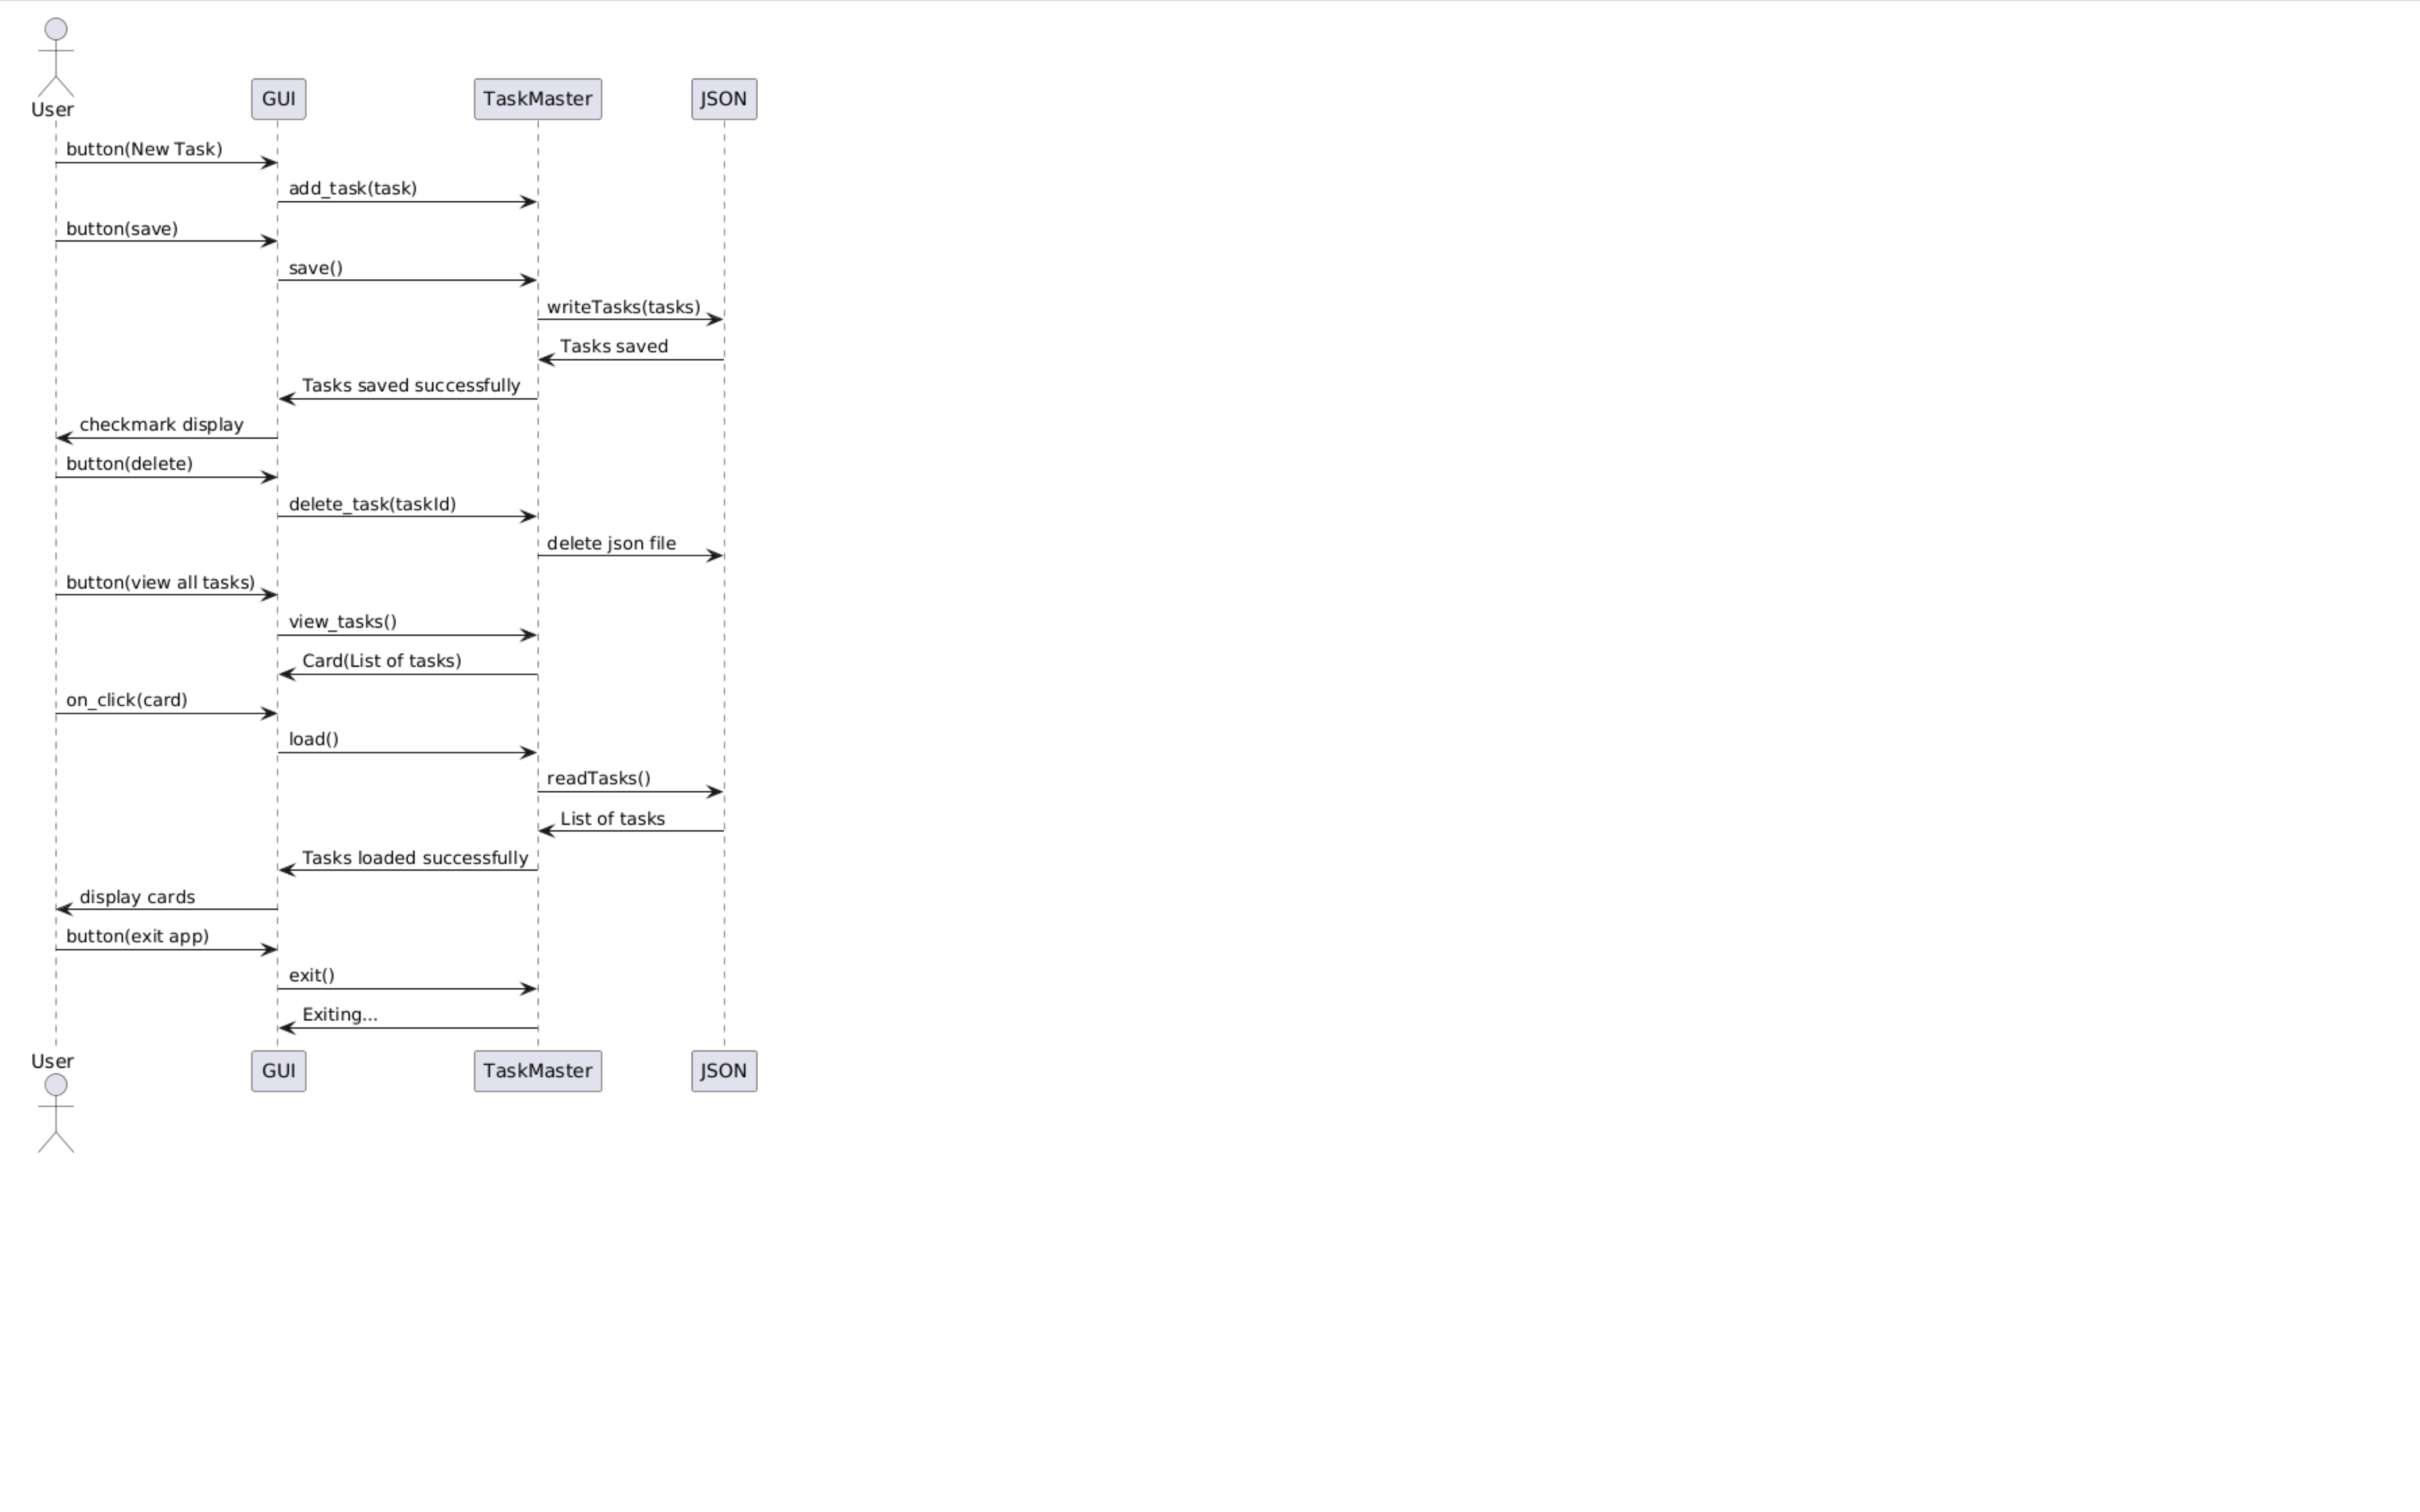 User
GUI
TaskMaster
JSON
button(New Task)
add_task(task)
button(save)
save()
writeTasks(tasks)
Tasks saved
Tasks saved successfully
checkmark display
button(delete)
delete_task(taskId)
delete json file
button(view all tasks)
view_tasks()
Card(List of tasks)
on_click(card)
load()
readTasks()
List of tasks
Tasks loaded successfully
display cards
button(exit app)
exit()
Exiting...
User
GUI
TaskMaster
JSON